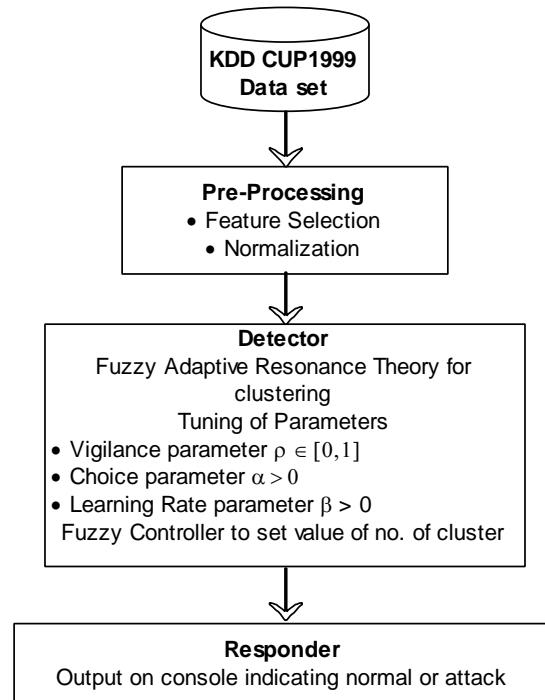 KDD CUP1999
Data set
Pre-Processing
• Feature Selection
• Normalization
Detector
Fuzzy Adaptive Resonance Theory for
clustering
Tuning of Parameters
• Vigilance parameter ρ ∈ [0,1]
• Choice parameter α > 0
• Learning Rate parameter β > 0
Fuzzy Controller to set value of no. of cluster
Responder
Output on console indicating normal or attack